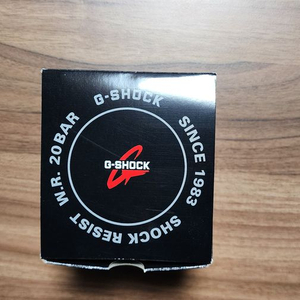 G-SHOCK
SINCE 1983
SHOCK RESIST
W.R. 20BAR
G-SHOCK